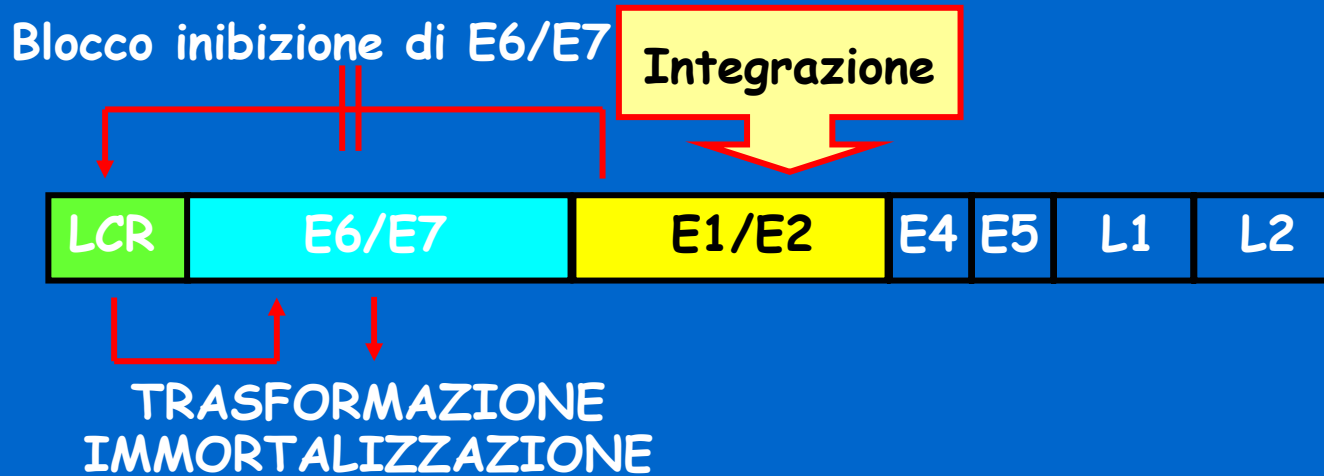 Blocco inibizione di E6/E7
Integrazione
LCR E6/E7 E1/E2 E4 E5 L1 L2
TRASFORMAZIONE
IMMORTALIZZAZIONE